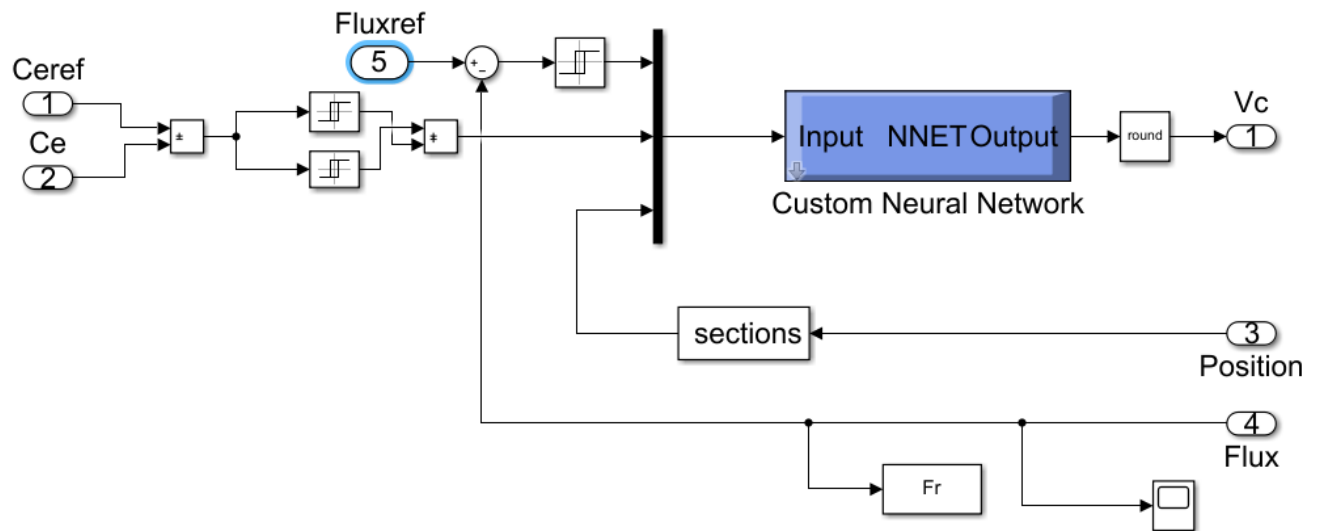 Fluxref
5
Ceref
1
Ce
2
+
-
±
Input NNET Output
Custom Neural Network
round
Vc
1
sections
3
Position
4
Flux
Fr